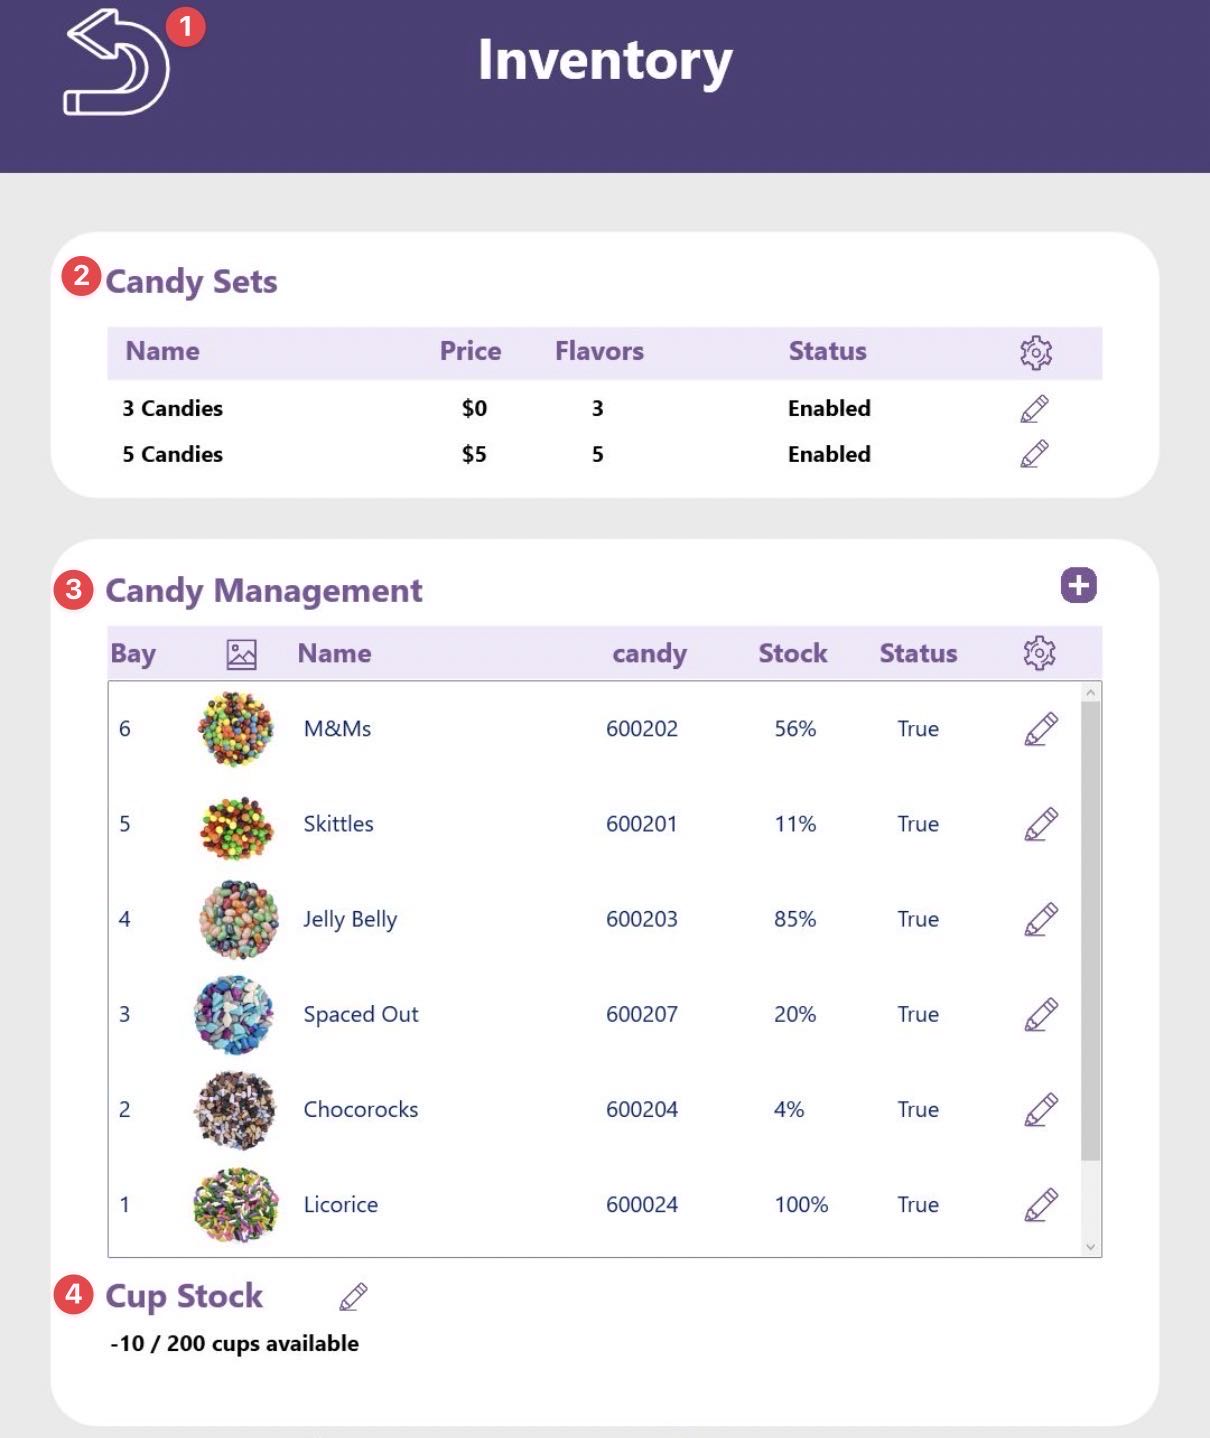 1
Inventory
2 Candy Sets
Name Price Flavors Status
3 Candies $0 3 Enabled
5 Candies $5 5 Enabled
3 Candy Management
Bay Name candy Stock Status
6 M&Ms 600202 56% True
5 Skittles 600201 11% True
4 Jelly Belly 600203 85% True
3 Spaced Out 600207 20% True
2 Chocorocks 600204 4% True
1 Licorice 600024 100% True
4 Cup Stock
-10 / 200 cups available